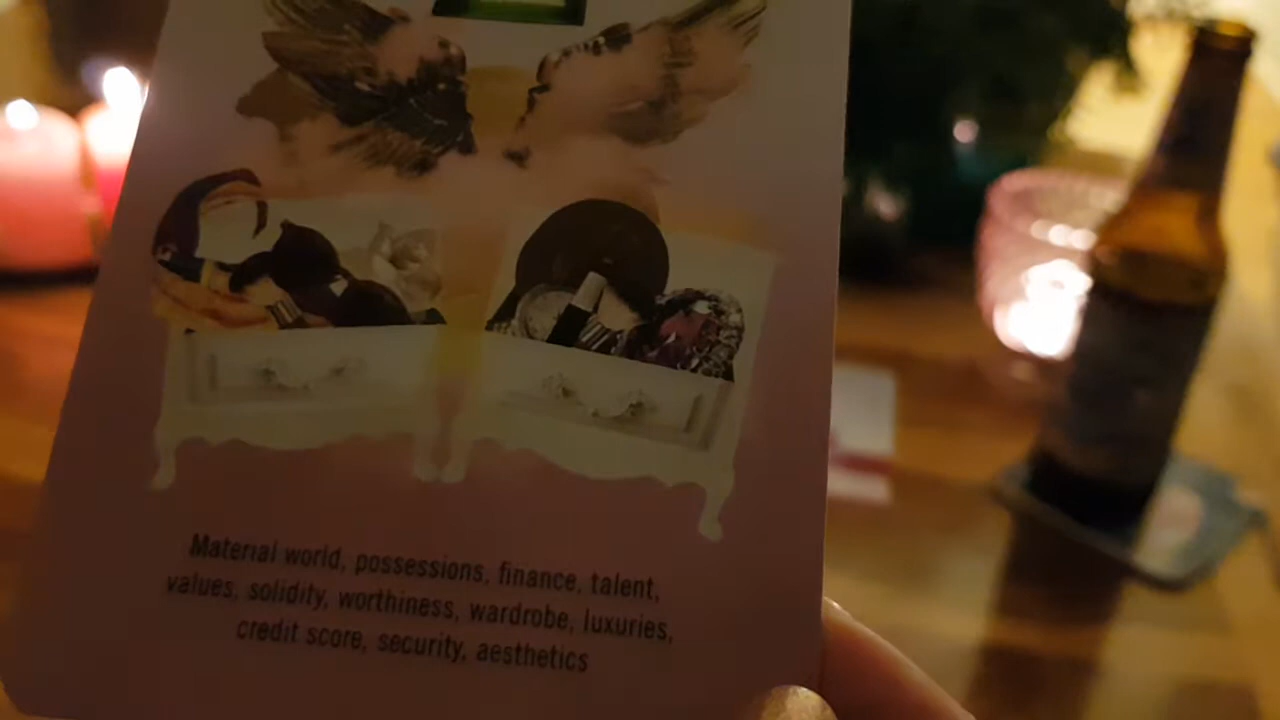 Material world, possessions, finance, talent,
values, solidity, worthiness, wardrobe, luxuries,
credit score, security, aesthetics